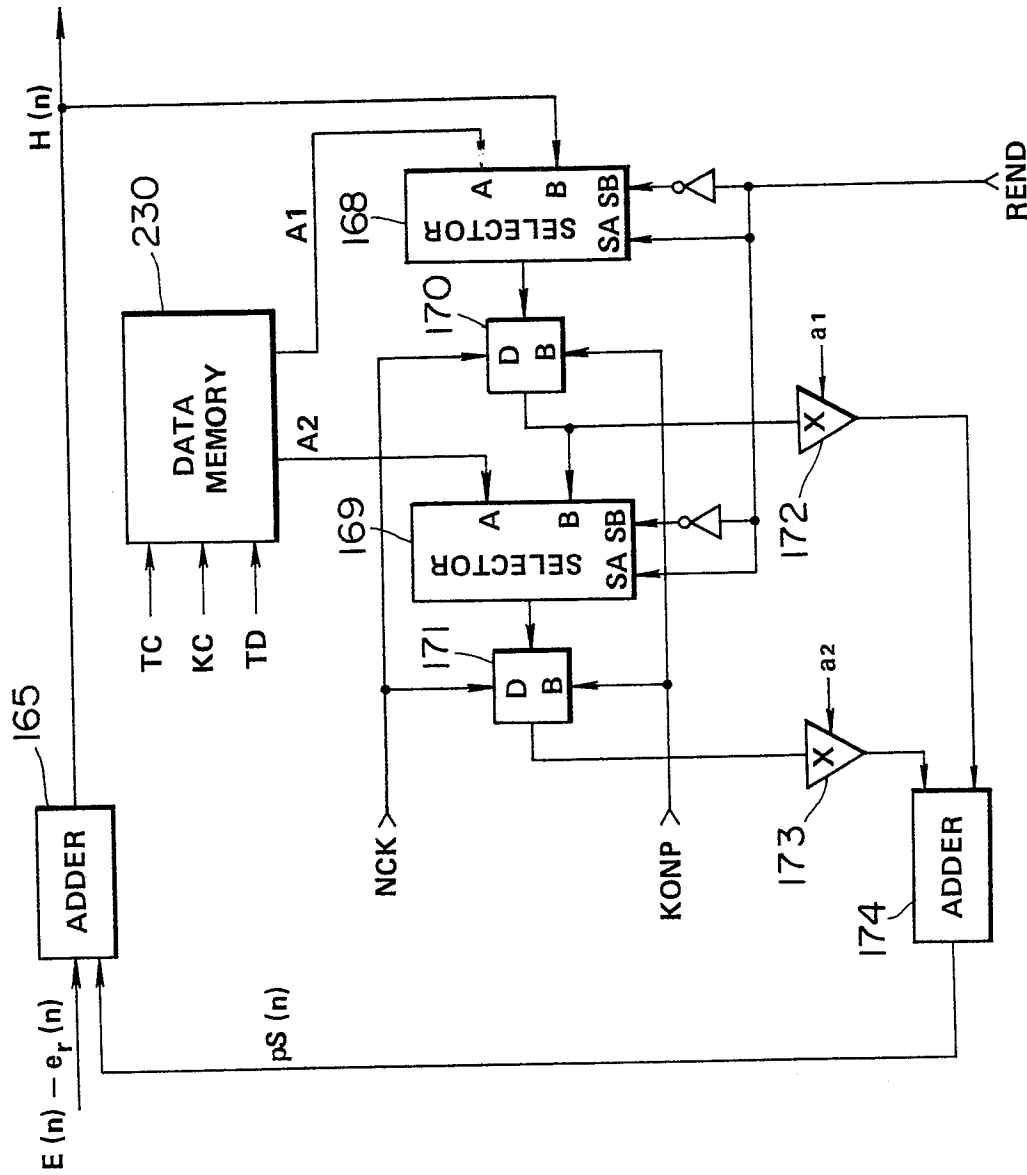 E (n) – e_r (n)
pS (n)
ADDER
165
H (n)
TC
KC
TD
DATA
MEMORY
230
A2
A1
NCK
KONP
171
D
B
169
SELECTOR
A
B
SA SB
170
D
B
168
SELECTOR
A
B
SA SB
173
X
a2
172
X
a1
174
ADDER
REND